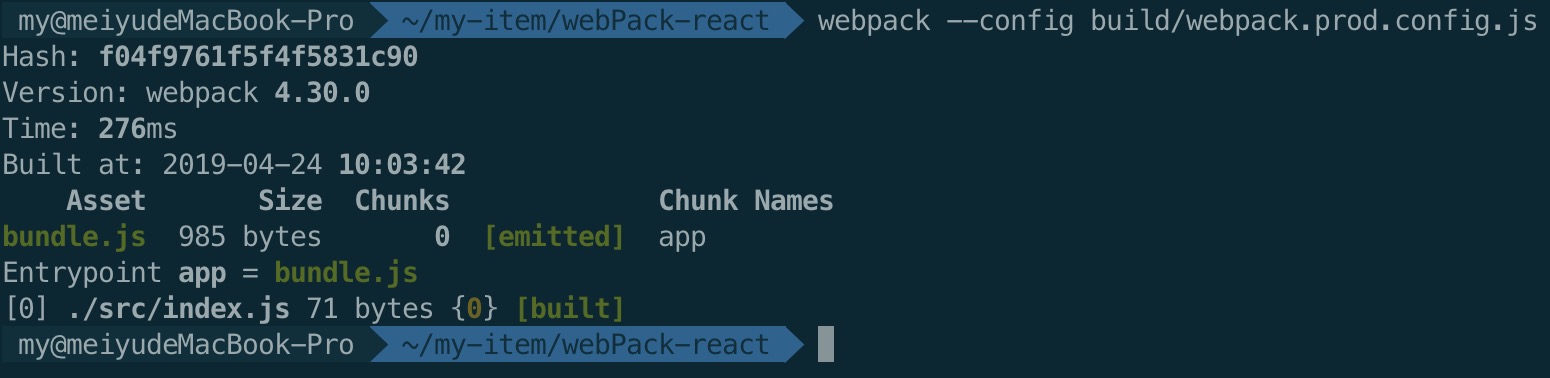 my@meiyudeMacBook-Pro ~/my-item/webPack-react webpack --config build/webpack.prod.config.js
Hash: f04f9761f5f4f5831c90
Version: webpack 4.30.0
Time: 276ms
Built at: 2019-04-24 10:03:42
Asset Size Chunks Chunk Names
bundle.js 985 bytes 0 [emitted] app
Entrypoint app = bundle.js
[0] ./src/index.js 71 bytes {0} [built]
my@meiyudeMacBook-Pro ~/my-item/webPack-react